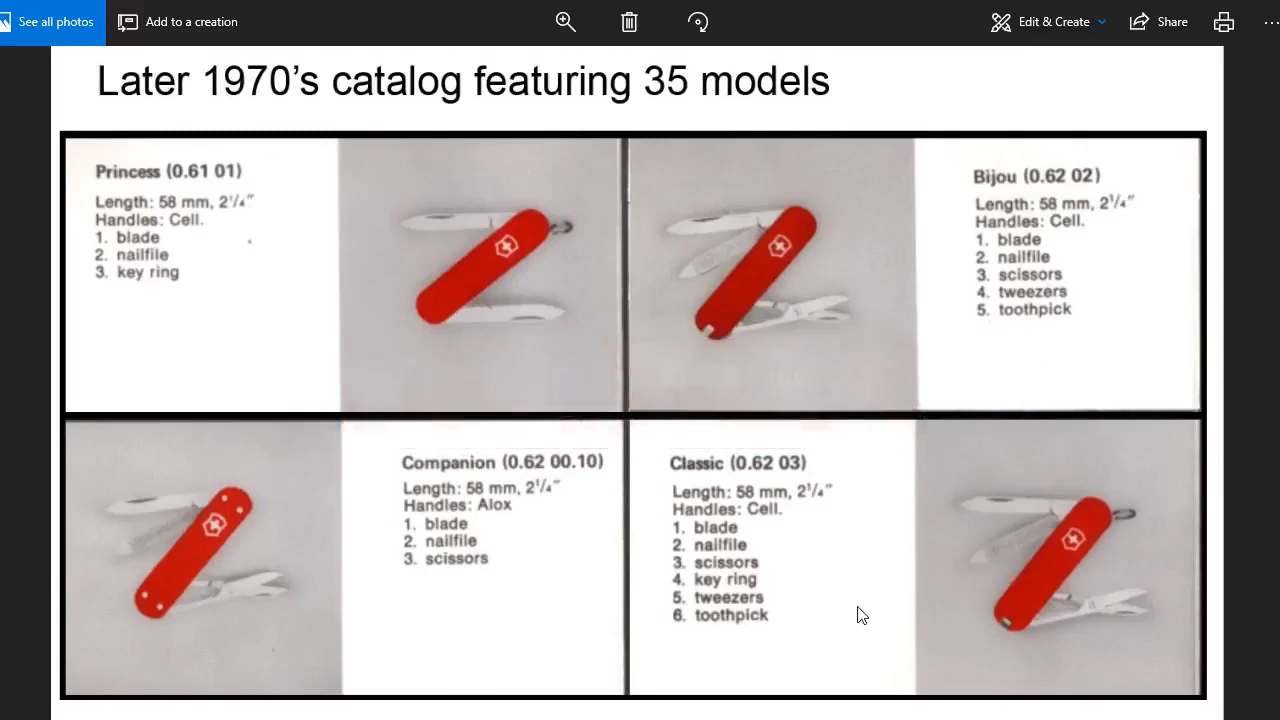 See all photos
Add to a creation
Edit & Create
Share
Later 1970's catalog featuring 35 models
Princess (0.61 01)
Length: 58 mm, 2¹/₄"
Handles: Cell.
1. blade
2. nailfile
3. key ring
Bijou (0.62 02)
Length: 58 mm, 2¹/₄"
Handles: Cell.
1. blade
2. nailfile
3. scissors
4. tweezers
5. toothpick
Companion (0.62 00.10)
Length: 58 mm, 2¹/₄"
Handles: Alox
1. blade
2. nailfile
3. scissors
Classic (0.62 03)
Length: 58 mm, 2¹/₄"
Handles: Cell.
1. blade
2. nailfile
3. scissors
4. key ring
5. tweezers
6. toothpick